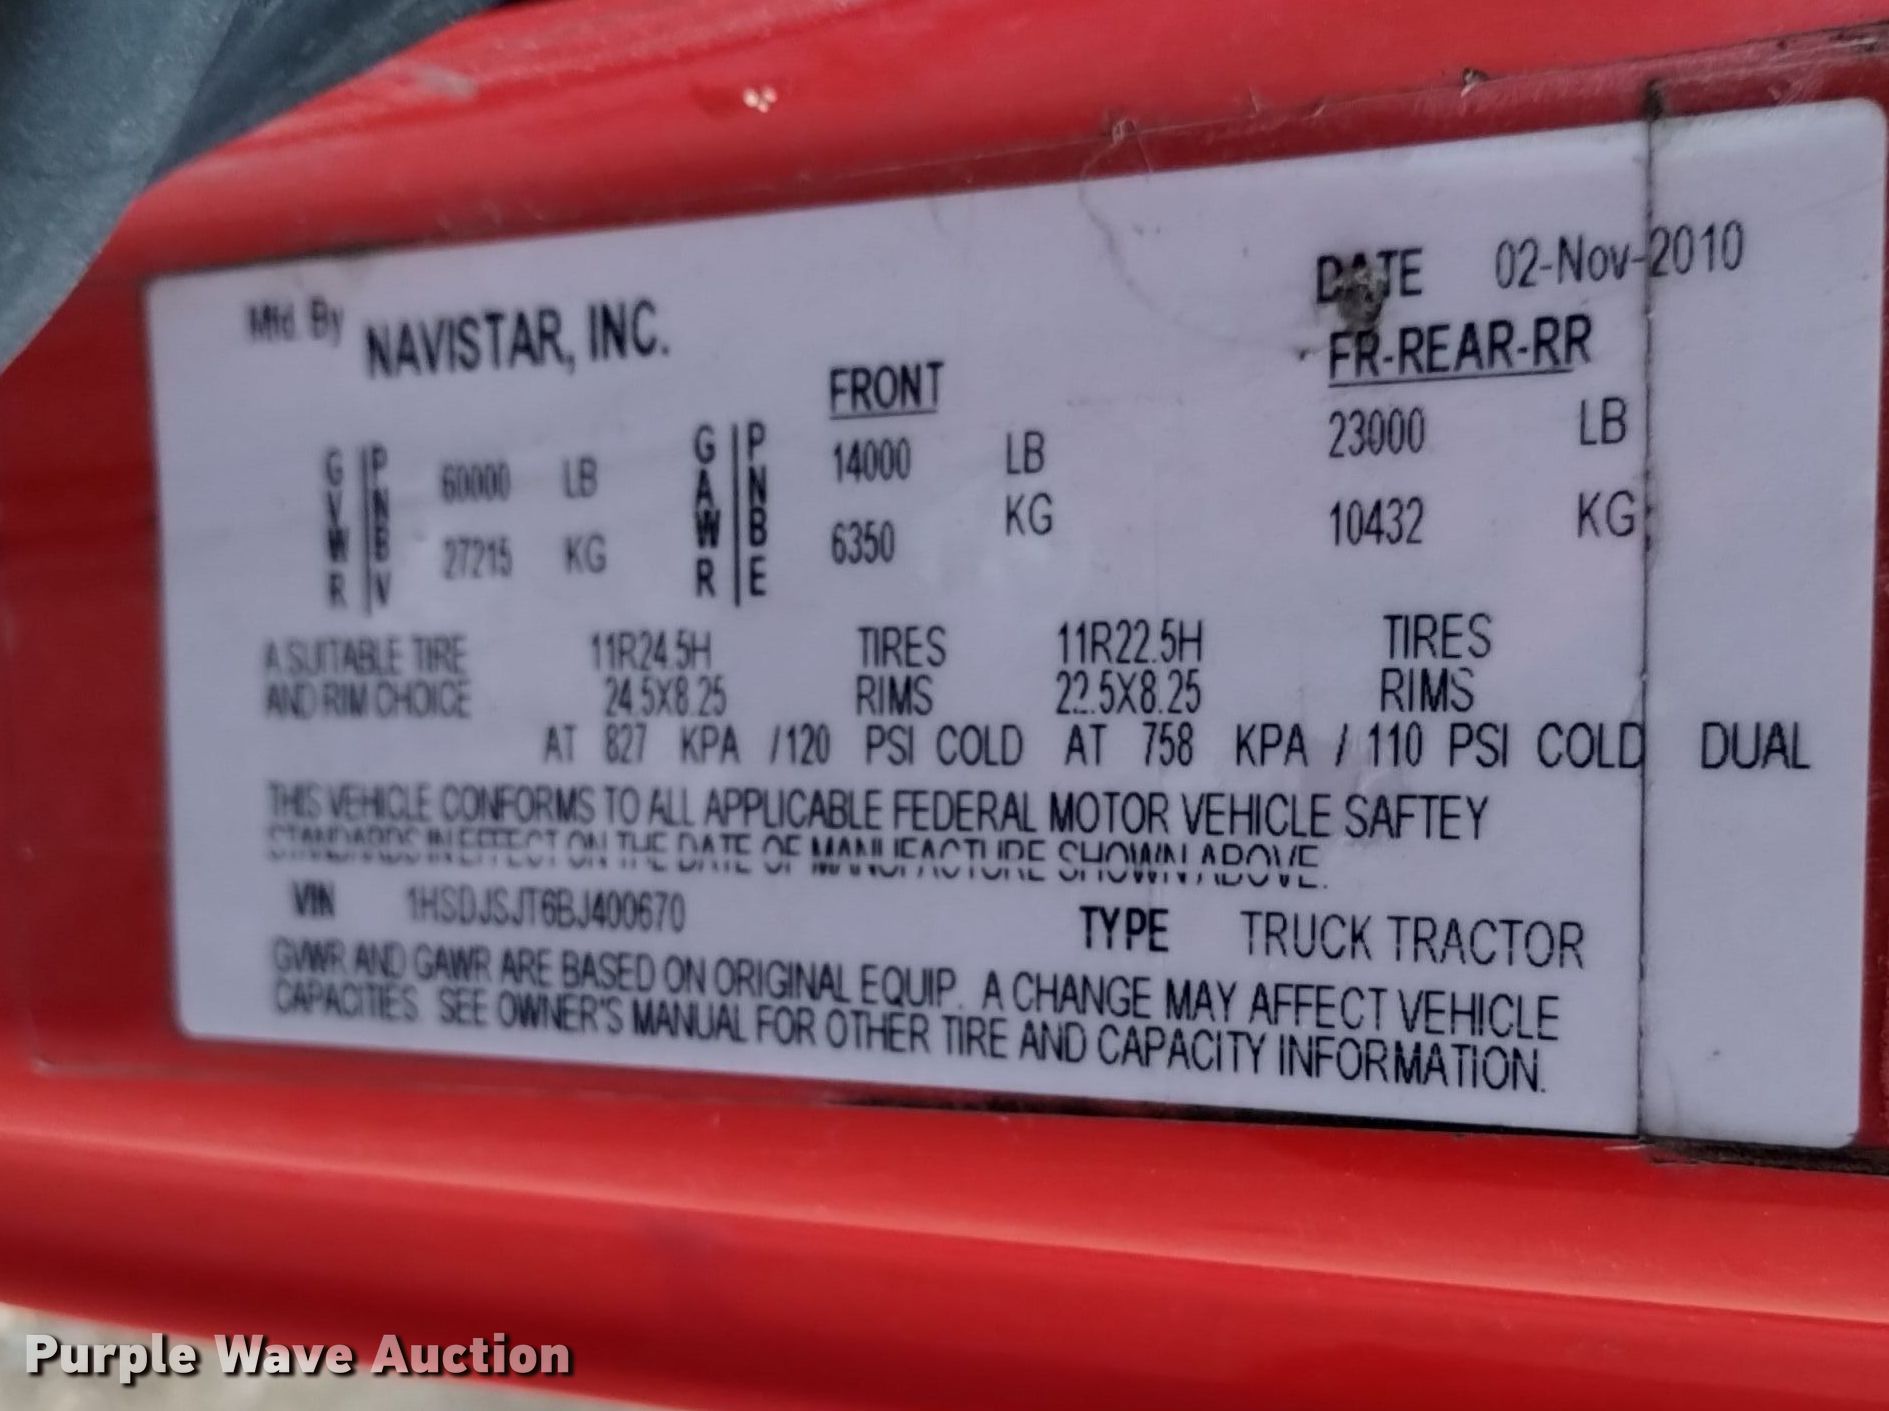 DATE 02-Nov-2010
Mfd. By NAVISTAR, INC.
FRONT FR-REAR-RR
GVWR PNBV 60000 LB GAWR PNBE 14000 LB 23000 LB
27215 KG 6350 KG 10432 KG
A SUITABLE TIRE 11R24.5H TIRES 11R22.5H TIRES
AND RIM CHOICE 24.5X8.25 RIMS 22.5X8.25 RIMS
AT 827 KPA /120 PSI COLD AT 758 KPA / 110 PSI COLD DUAL
THIS VEHICLE CONFORMS TO ALL APPLICABLE FEDERAL MOTOR VEHICLE SAFTEY
STANDARDS IN EFFECT ON THE DATE OF MANUFACTURE SHOWN ABOVE.
VIN 1HSDJSJT6BJ400670 TYPE TRUCK TRACTOR
GVWR AND GAWR ARE BASED ON ORIGINAL EQUIP. A CHANGE MAY AFFECT VEHICLE
CAPACITIES. SEE OWNER'S MANUAL FOR OTHER TIRE AND CAPACITY INFORMATION.
Purple Wave Auction